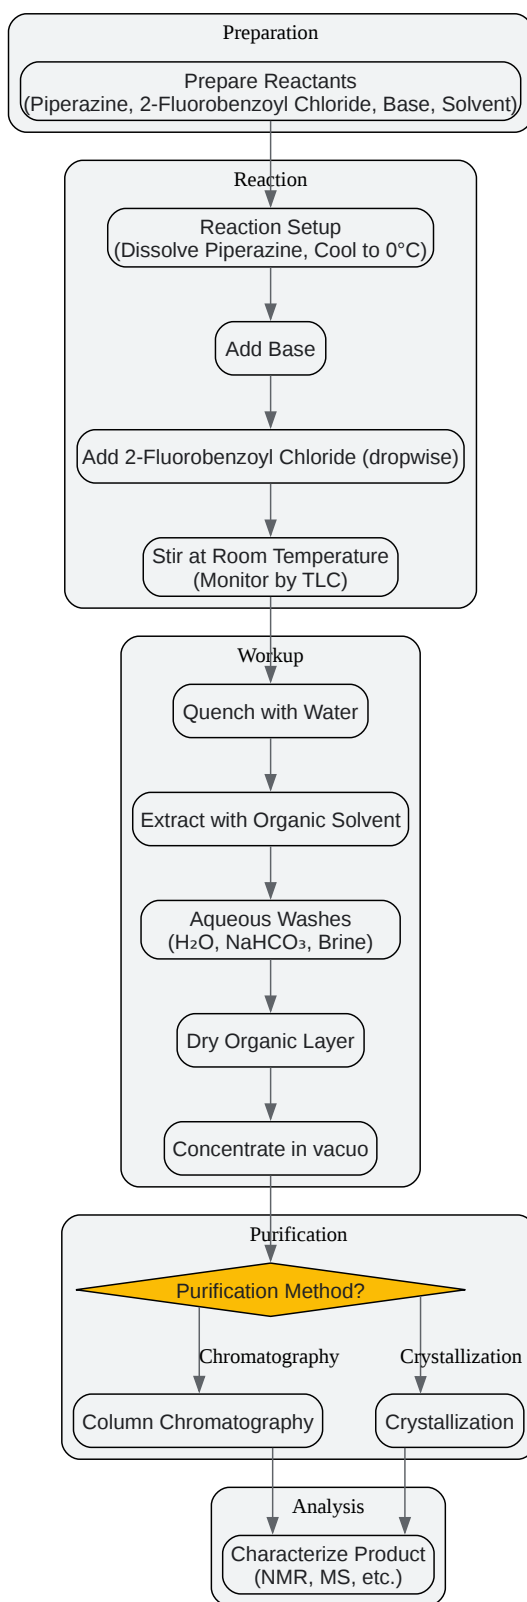 Preparation
Prepare Reactants
(Piperazine, 2-Fluorobenzoyl Chloride, Base, Solvent)
Reaction
Reaction Setup
(Dissolve Piperazine, Cool to 0°C)
Add Base
Add 2-Fluorobenzoyl Chloride (dropwise)
Stir at Room Temperature
(Monitor by TLC)
Workup
Quench with Water
Extract with Organic Solvent
Aqueous Washes
(H₂O, NaHCO₃, Brine)
Dry Organic Layer
Concentrate in vacuo
Purification
Purification Method?
Chromatography
Crystallization
Column Chromatography
Crystallization
Analysis
Characterize Product
(NMR, MS, etc.)